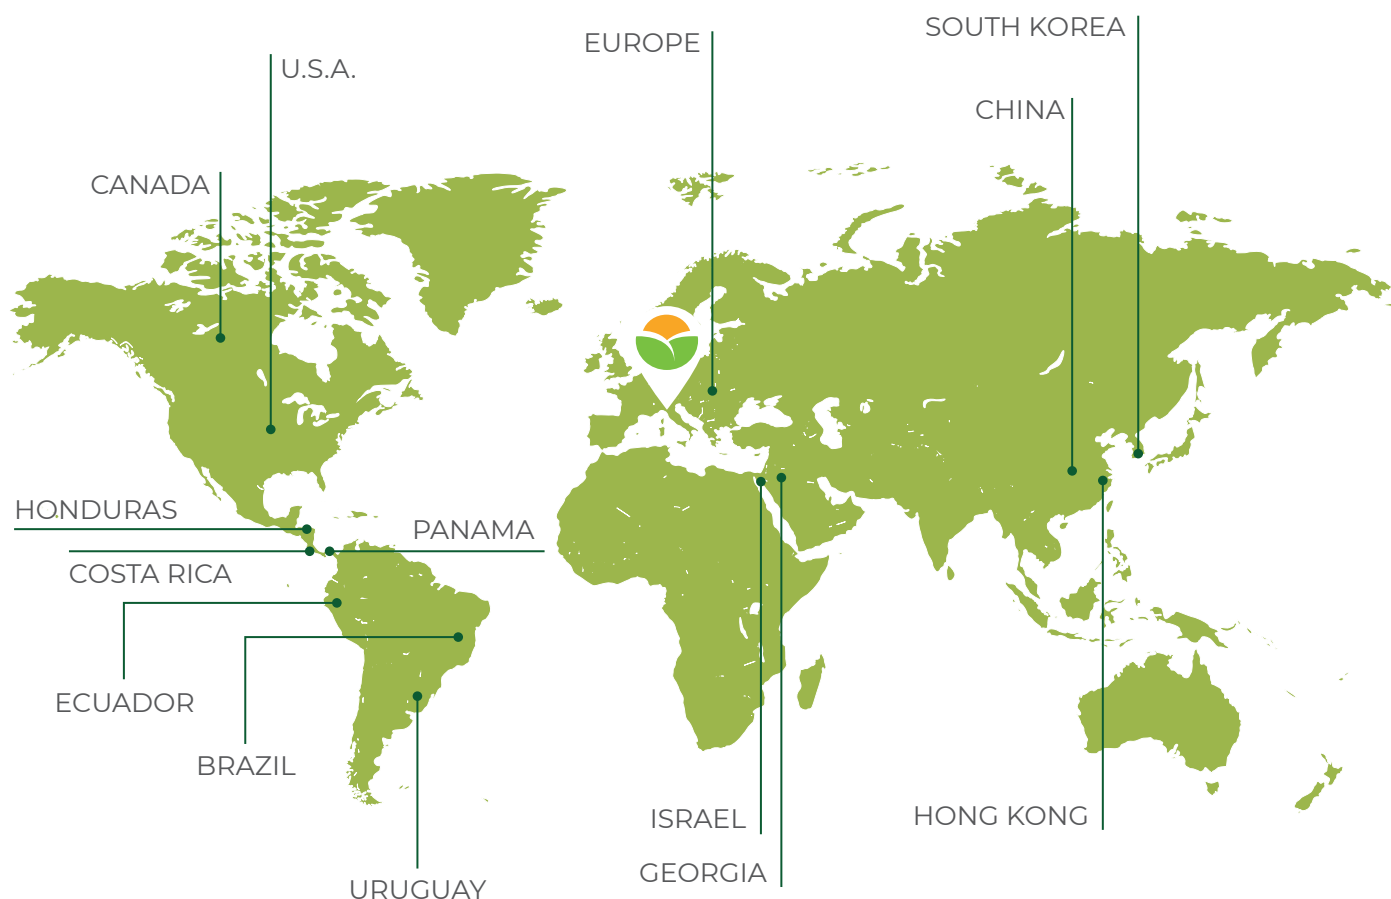 SOUTH KOREA
EUROPE
U.S.A.
CHINA
CANADA
HONDURAS
PANAMA
COSTA RICA
ECUADOR
BRAZIL
ISRAEL
HONG KONG
GEORGIA
URUGUAY